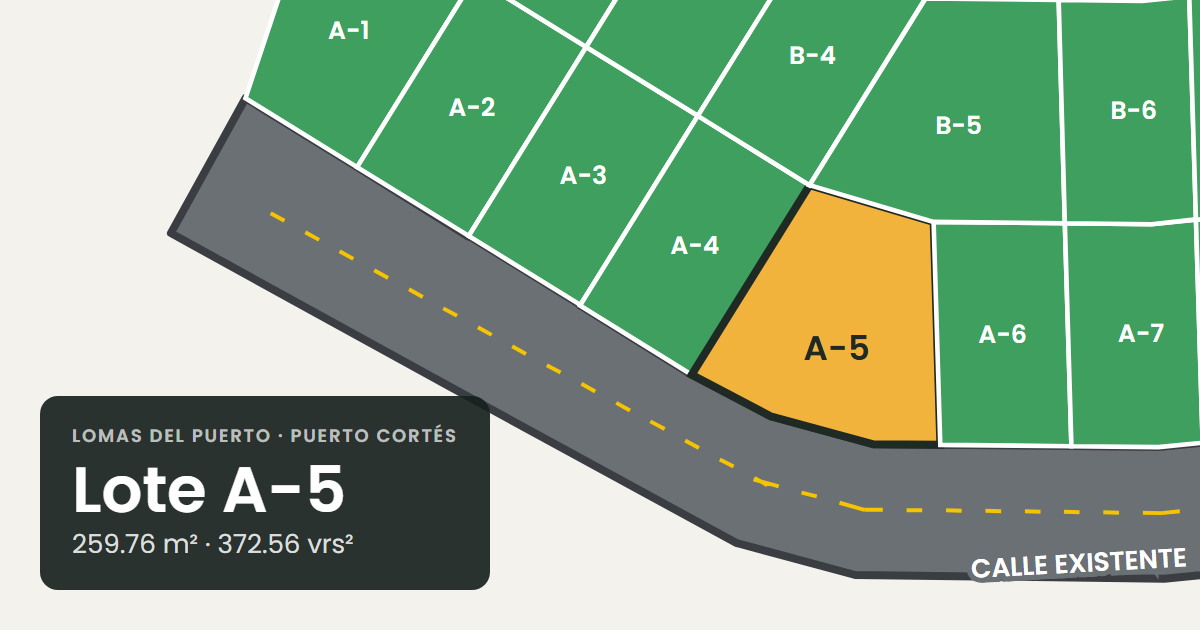 A-1
B-4
A-2
B-6
B-5
A-3
A-4
A-6
A-7
A-5
LOMAS DEL PUERTO · PUERTO CORTÉS
Lote A-5
259.76 m² · 372.56 vrs²
CALLE EXISTENTE